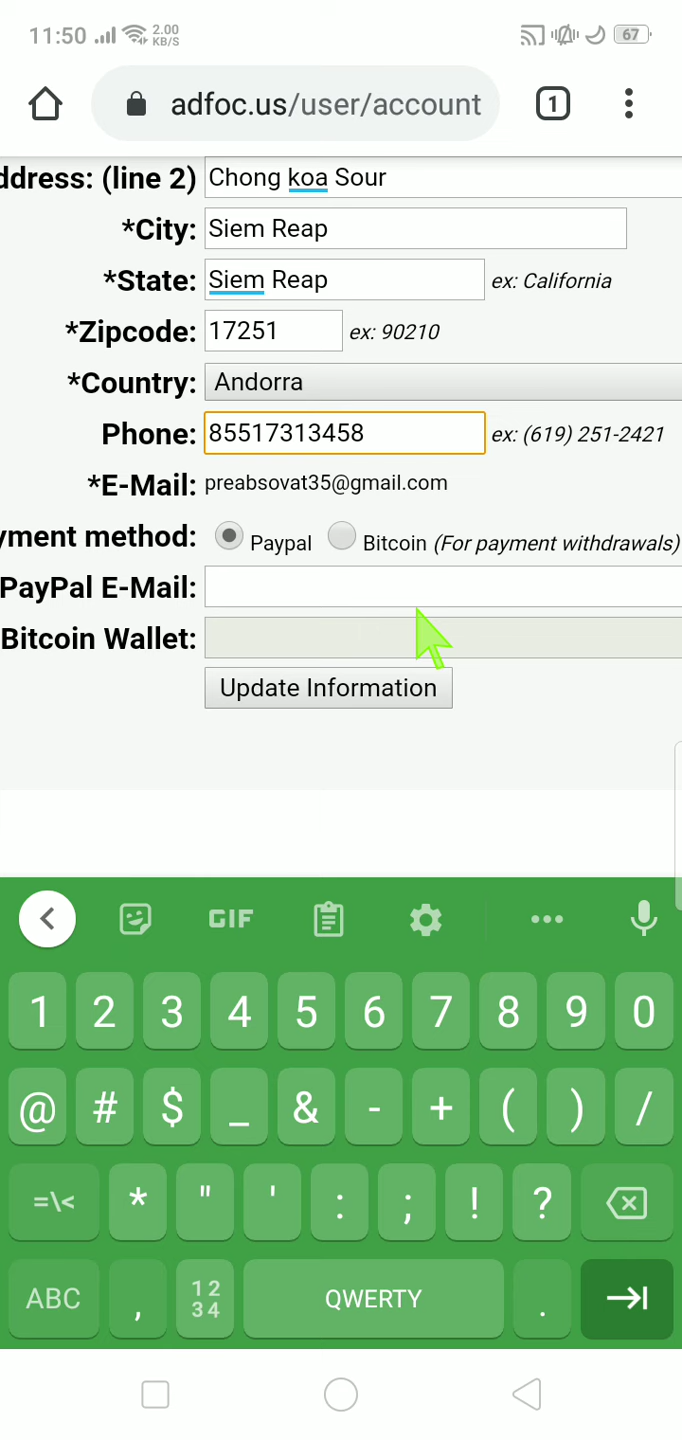 11:50 2.00 KB/S 67
adfoc.us/user/account 1
ddress: (line 2) Chong koa Sour
*City: Siem Reap
*State: Siem Reap ex: California
*Zipcode: 17251 ex: 90210
*Country: Andorra
Phone: 85517313458 ex: (619) 251-2421
*E-Mail: preabsovat35@gmail.com
yment method: Paypal Bitcoin (For payment withdrawals)
PayPal E-Mail:
Bitcoin Wallet:
Update Information
GIF
1 2 3 4 5 6 7 8 9 0
@ # $ _ & - + ( ) /
=\< * " ' : ; ! ?
ABC , 12 34 QWERTY .